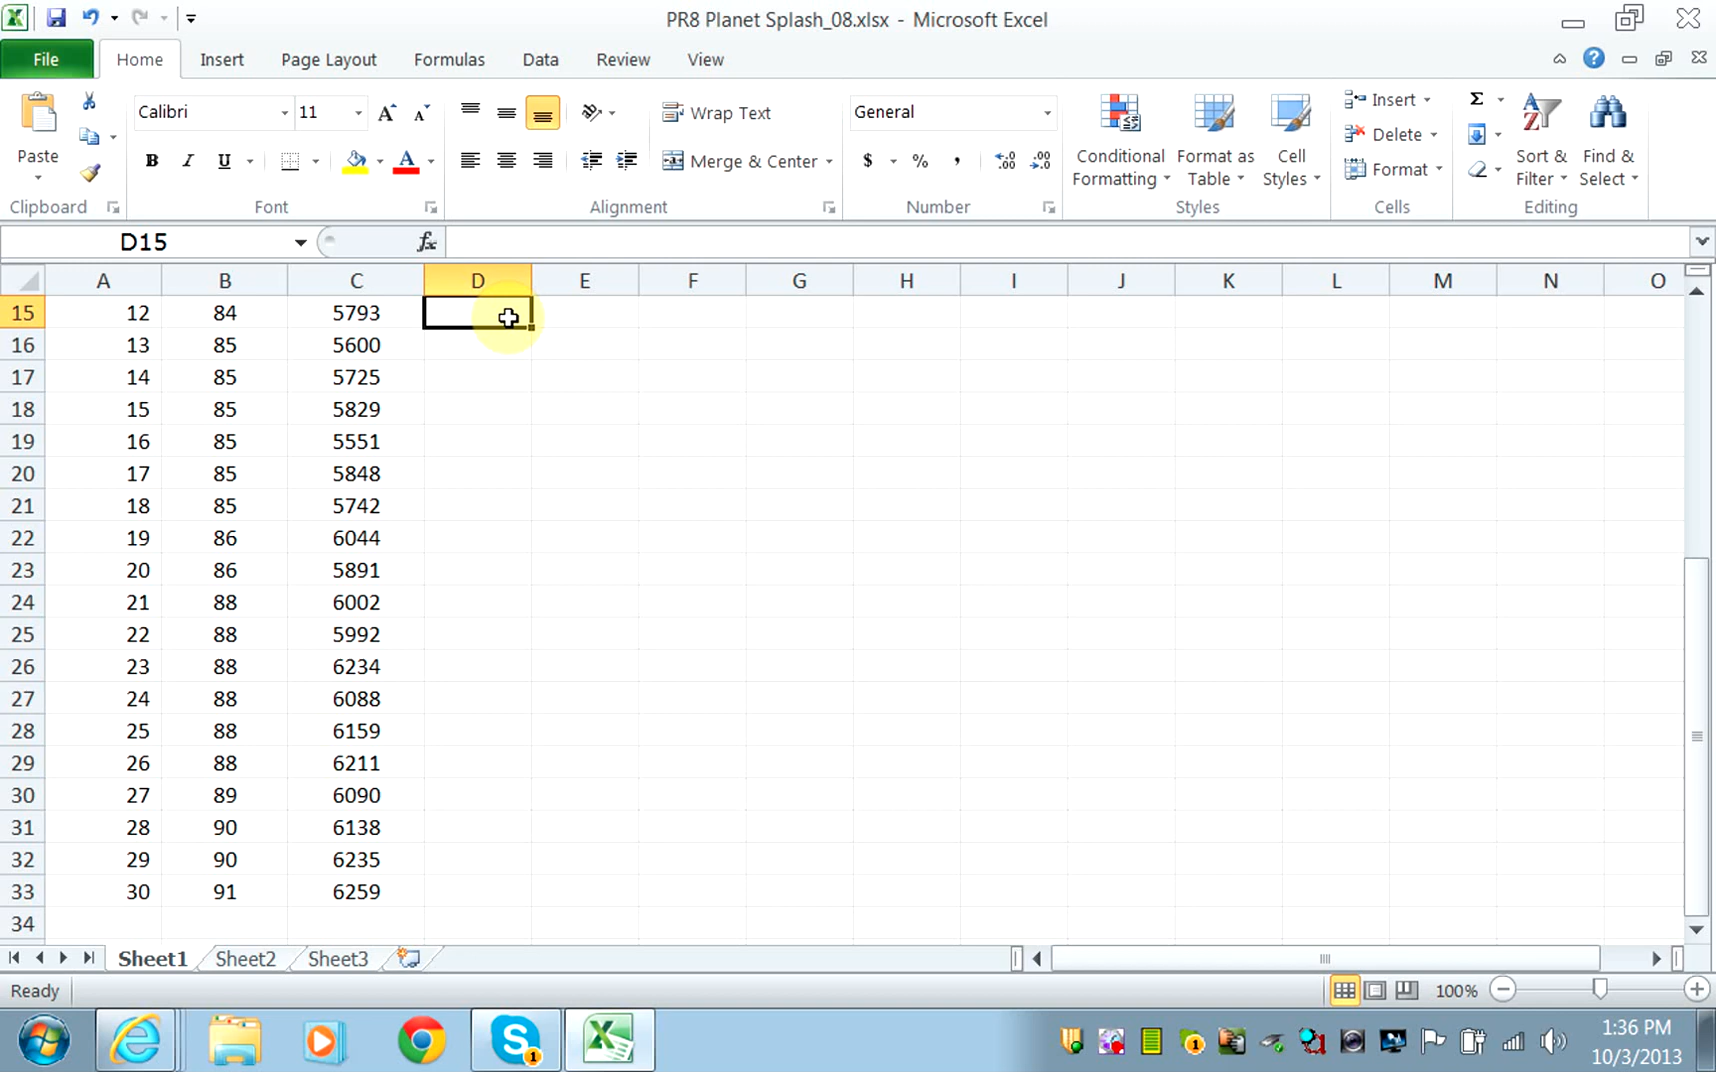 PR8 Planet Splash_08.xlsx - Microsoft Excel
File Home Insert Page Layout Formulas Data Review View
Calibri 11 Wrap Text General Insert
Paste B I U A Merge & Center $ % , .00 Conditional Formatting Format as Table Cell Styles Delete Format Sort & Filter Find & Select
Clipboard Font Alignment Number Styles Cells Editing
D15 fx
A B C D E F G H I J K L M N O
15 12 84 5793
16 13 85 5600
17 14 85 5725
18 15 85 5829
19 16 85 5551
20 17 85 5848
21 18 85 5742
22 19 86 6044
23 20 86 5891
24 21 88 6002
25 22 88 5992
26 23 88 6234
27 24 88 6088
28 25 88 6159
29 26 88 6211
30 27 89 6090
31 28 90 6138
32 29 90 6235
33 30 91 6259
34
Sheet1 Sheet2 Sheet3
Ready 100%
1:36 PM
10/3/2013